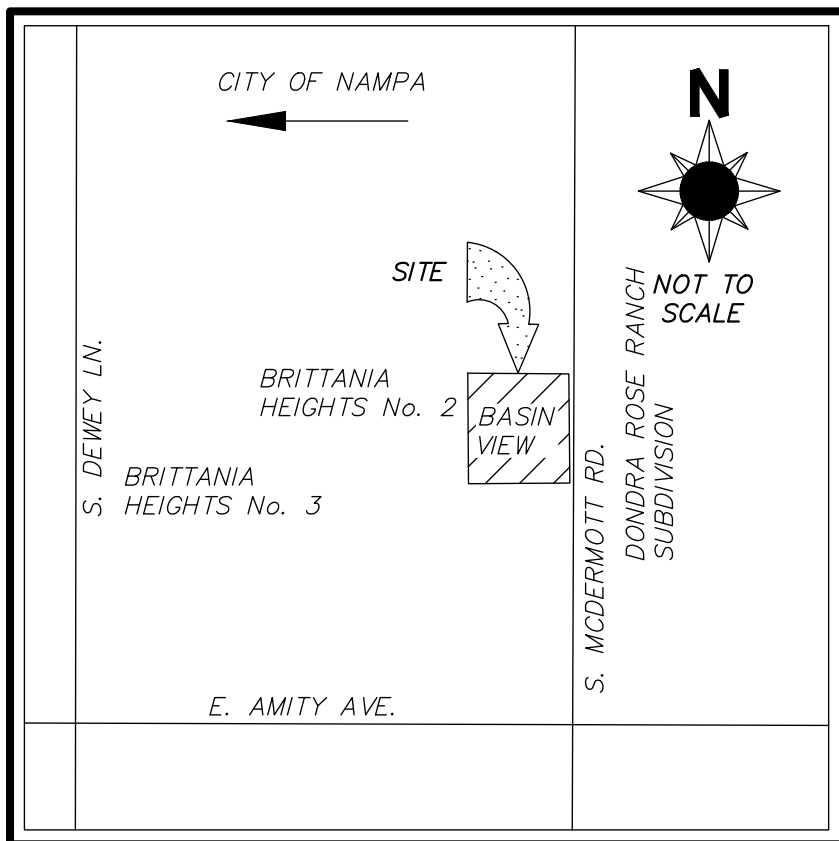 CITY OF NAMPA
N
NOT TO
SCALE
SITE
BRITTANIA
HEIGHTS No. 2
BASIN
VIEW
S. DEWEY LN.
BRITTANIA
HEIGHTS No. 3
S. MCDERMOTT RD.
DONDRA ROSE RANCH
SUBDIVISION
E. AMITY AVE.